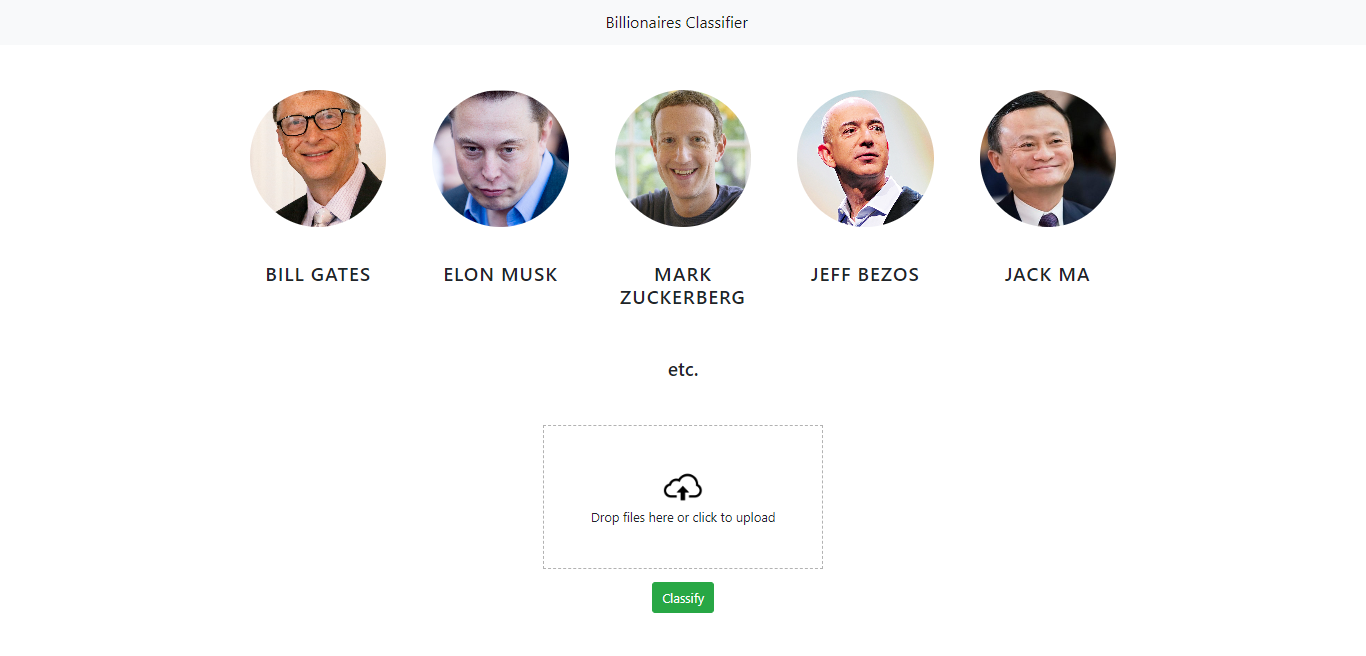 Billionaires Classifier
BILL GATES
ELON MUSK
MARK
ZUCKERBERG
JEFF BEZOS
JACK MA
etc.
Drop files here or click to upload
Classify